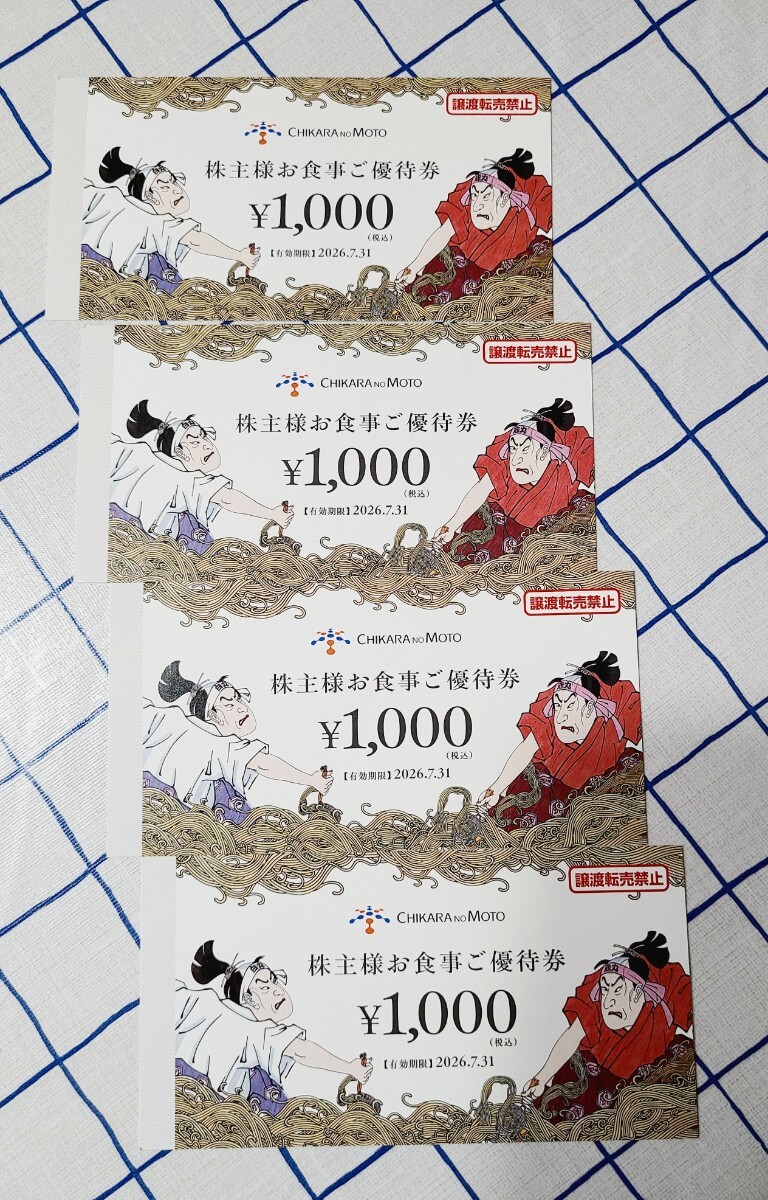 譲渡転売禁止
CHIKARA NO MOTO
株主様お食事ご優待券
¥1,000
(税込)
【有効期限】2026.7.31
譲渡転売禁止
CHIKARA NO MOTO
株主様お食事ご優待券
¥1,000
(税込)
【有効期限】2026.7.31
譲渡転売禁止
CHIKARA NO MOTO
株主様お食事ご優待券
¥1,000
(税込)
【有効期限】2026.7.31
譲渡転売禁止
CHIKARA NO MOTO
株主様お食事ご優待券
¥1,000
(税込)
【有効期限】2026.7.31